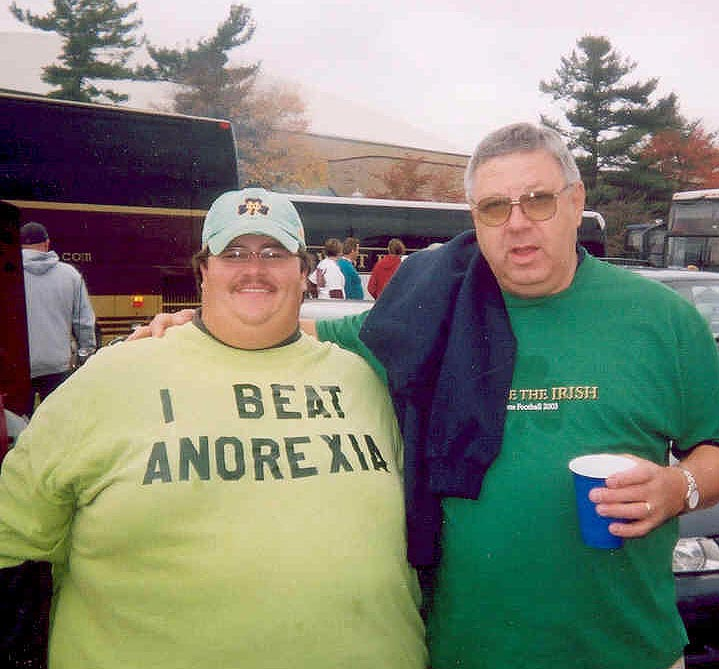 .com
I BEAT
ANOREXIA
E THE IRISH
Football 2003